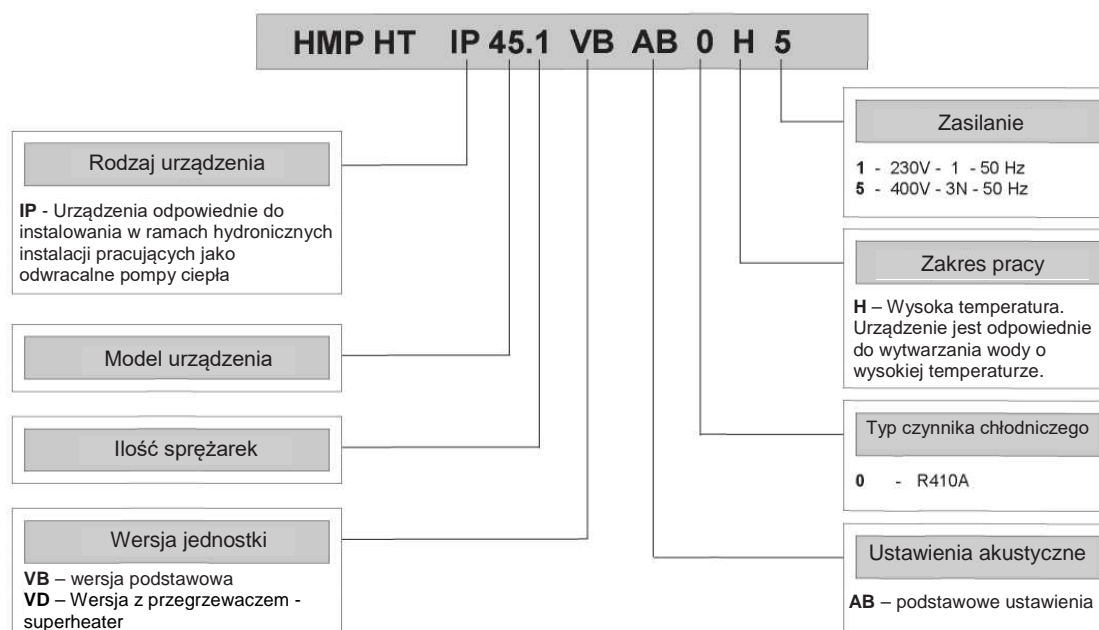 HMP HT IP 45.1 VB AB 0 H 5
Rodzaj urządzenia
IP - Urządzenia odpowiednie do
instalowania w ramach hydronicznych
instalacji pracujących jako
odwracalne pompy ciepła
Model urządzenia
Ilość sprężarek
Wersja jednostki
VB – wersja podstawowa
VD – Wersja z przegrzewaczem -
superheater
Zasilanie
1 - 230V - 1 - 50 Hz
5 - 400V - 3N - 50 Hz
Zakres pracy
H – Wysoka temperatura.
Urządzenie jest odpowiednie
do wytwarzania wody o
wysokiej temperaturze.
Typ czynnika chłodniczego
0 - R410A
Ustawienia akustyczne
AB – podstawowe ustawienia